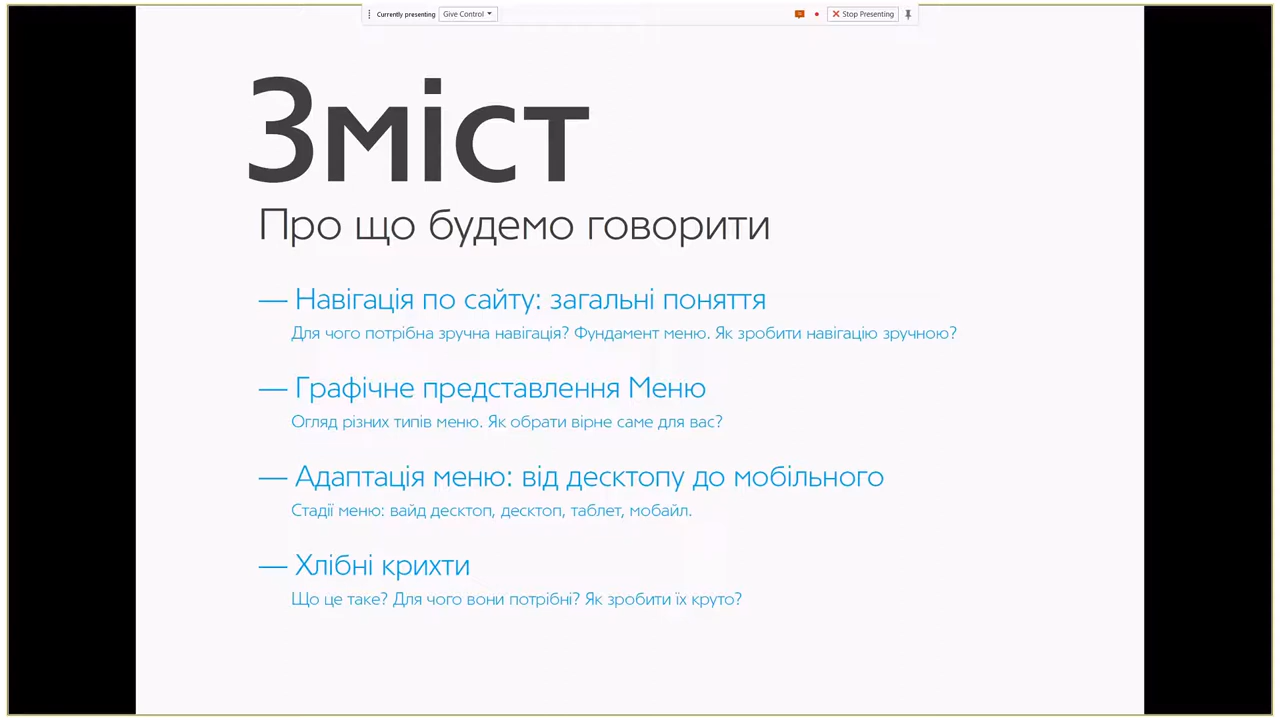 Currently presenting Give Control Stop Presenting
Зміст
Про що будемо говорити
— Навігація по сайту: загальні поняття
Для чого потрібна зручна навігація? Фундамент меню. Як зробити навігацію зручною?
— Графічне представлення Меню
Огляд різних типів меню. Як обрати вірне саме для вас?
— Адаптація меню: від десктопу до мобільного
Стадії меню: вайд десктоп, десктоп, таблет, мобайл.
— Хлібні крихти
Що це таке? Для чого вони потрібні? Як зробити їх круто?